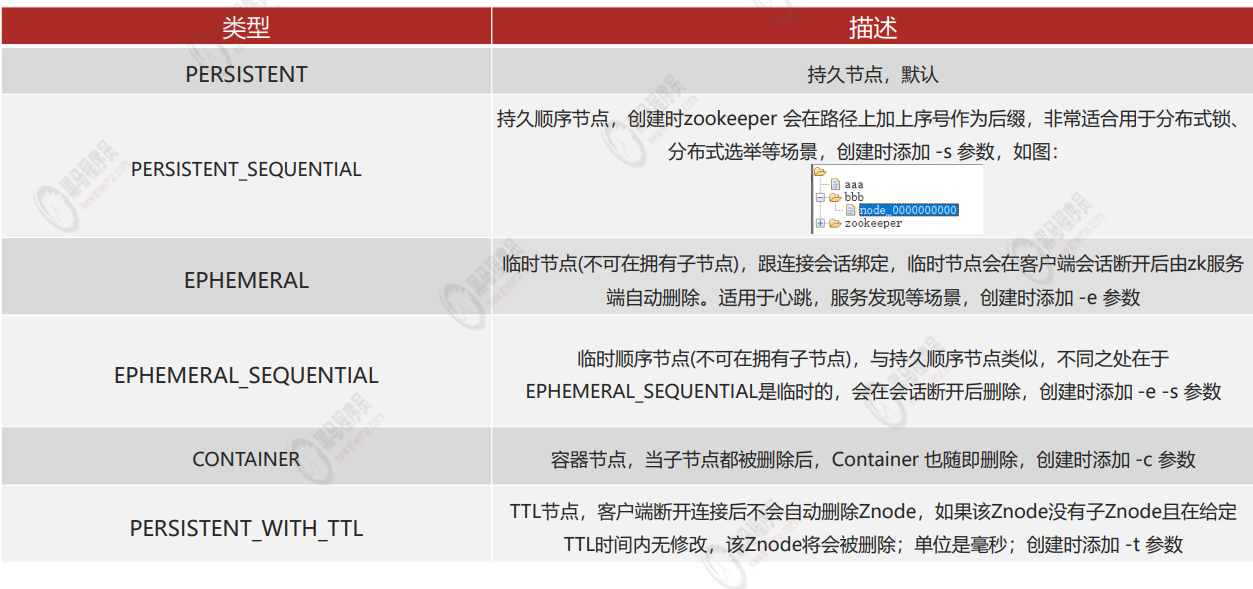 类型
描述
PERSISTENT
持久节点，默认
PERSISTENT_SEQUENTIAL
持久顺序节点，创建时zookeeper 会在路径上加上序号作为后缀，非常适合用于分布式锁、
分布式选举等场景，创建时添加 -s 参数，如图：
aaa
bbb
node_0000000000
zookeeper
EPHEMERAL
临时节点(不可在拥有子节点)，跟连接会话绑定，临时节点会在客户端会话断开后由zk服务
端自动删除。适用于心跳，服务发现等场景，创建时添加 -e 参数
EPHEMERAL_SEQUENTIAL
临时顺序节点(不可在拥有子节点)，与持久顺序节点类似，不同之处在于
EPHEMERAL_SEQUENTIAL是临时的，会在会话断开后删除，创建时添加 -e -s 参数
CONTAINER
容器节点，当子节点都被删除后，Container 也随即删除，创建时添加 -c 参数
PERSISTENT_WITH_TTL
TTL节点，客户端断开连接后不会自动删除Znode，如果该Znode没有子Znode且在给定
TTL时间内无修改，该Znode将会被删除；单位是毫秒；创建时添加 -t 参数
黑马程序员